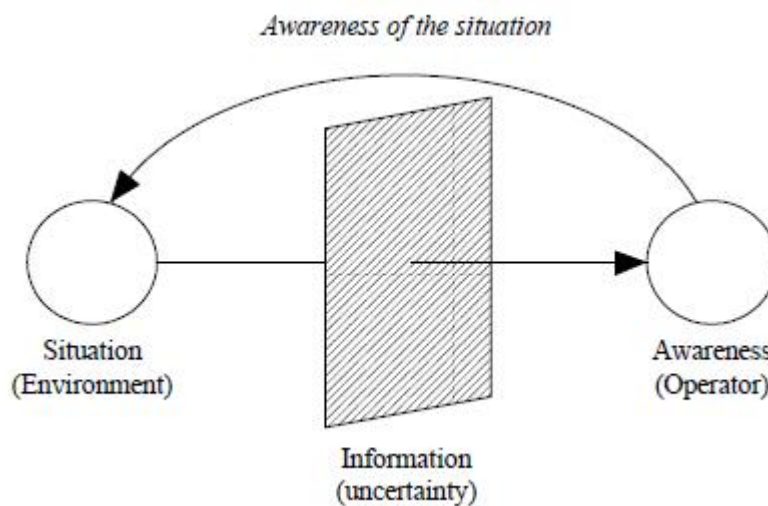 Awareness of the situation
Situation
(Environment)
Awareness
(Operator)
Information
(uncertainty)